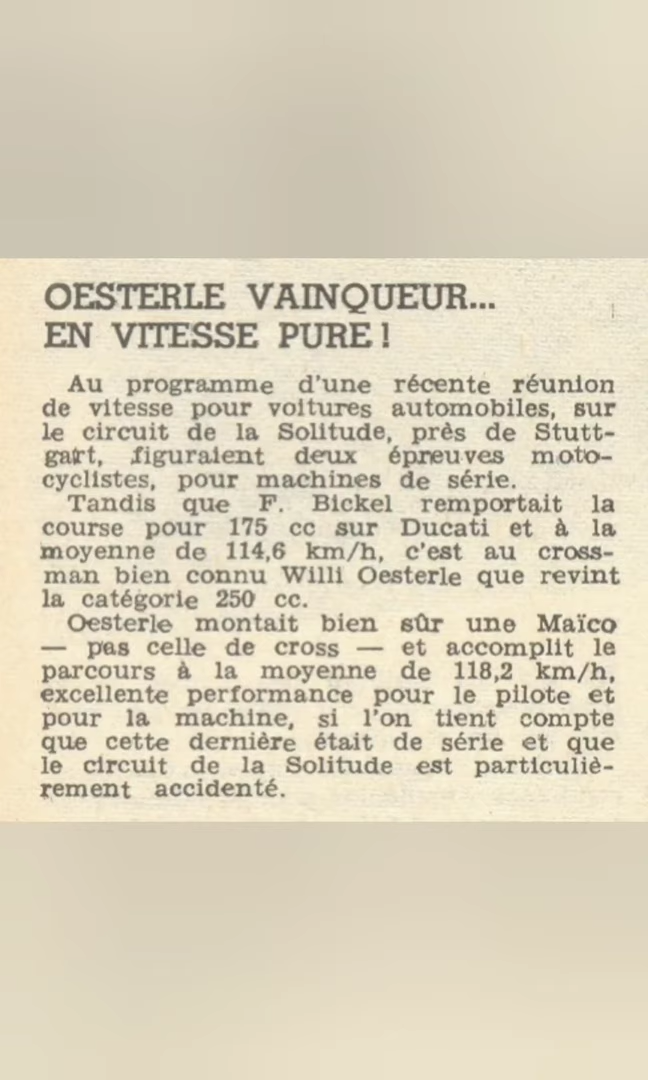 OESTERLE VAINQUEUR...
EN VITESSE PURE !
Au programme d'une récente réunion
de vitesse pour voitures automobiles, sur
le circuit de la Solitude, près de Stutt-
gart, figuraient deux épreuves moto-
cyclistes, pour machines de série.
Tandis que F. Bickel remportait la
course pour 175 cc sur Ducati et à la
moyenne de 114,6 km/h, c'est au cross-
man bien connu Willi Oesterle que revint
la catégorie 250 cc.
Oesterle montait bien sûr une Maïco
— pas celle de cross — et accomplit le
parcours à la moyenne de 118,2 km/h,
excellente performance pour le pilote et
pour la machine, si l'on tient compte
que cette dernière était de série et que
le circuit de la Solitude est particuliè-
rement accidenté.